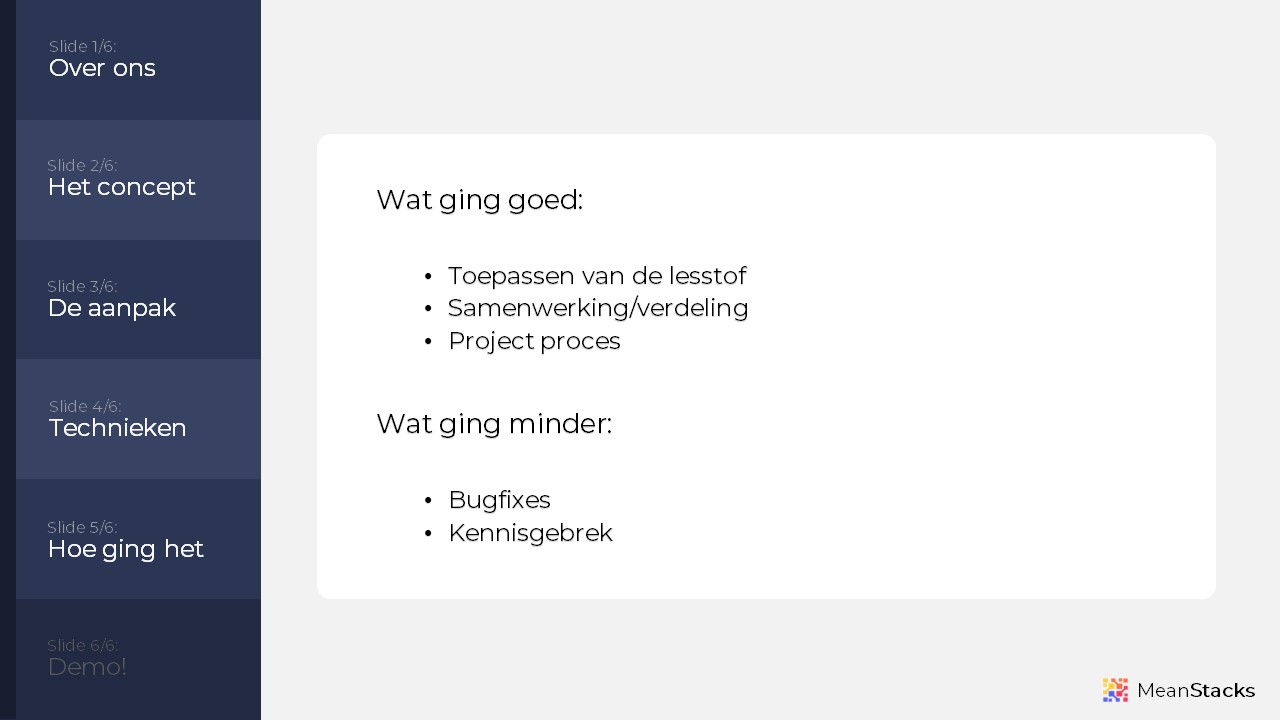 Slide 1/6:
Over ons
Slide 2/6:
Het concept
Slide 3/6:
De aanpak
Slide 4/6:
Technieken
Slide 5/6:
Hoe ging het
Slide 6/6:
Demo!
Wat ging goed:
• Toepassen van de lesstof
• Samenwerking/verdeling
• Project proces
Wat ging minder:
• Bugfixes
• Kennisgebrek
MeanStacks